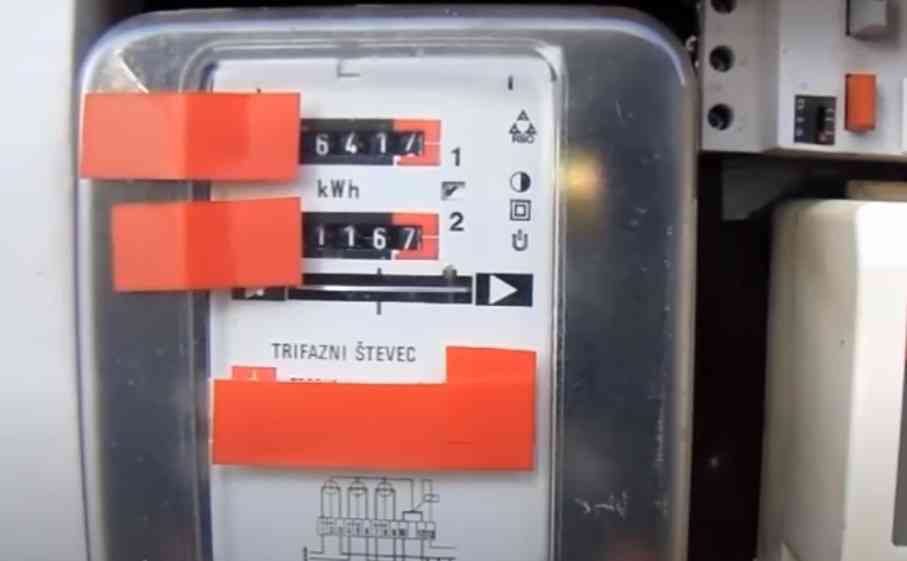 6417
1
kWh
1167
2
TRIFAZNI ŠTEVEC